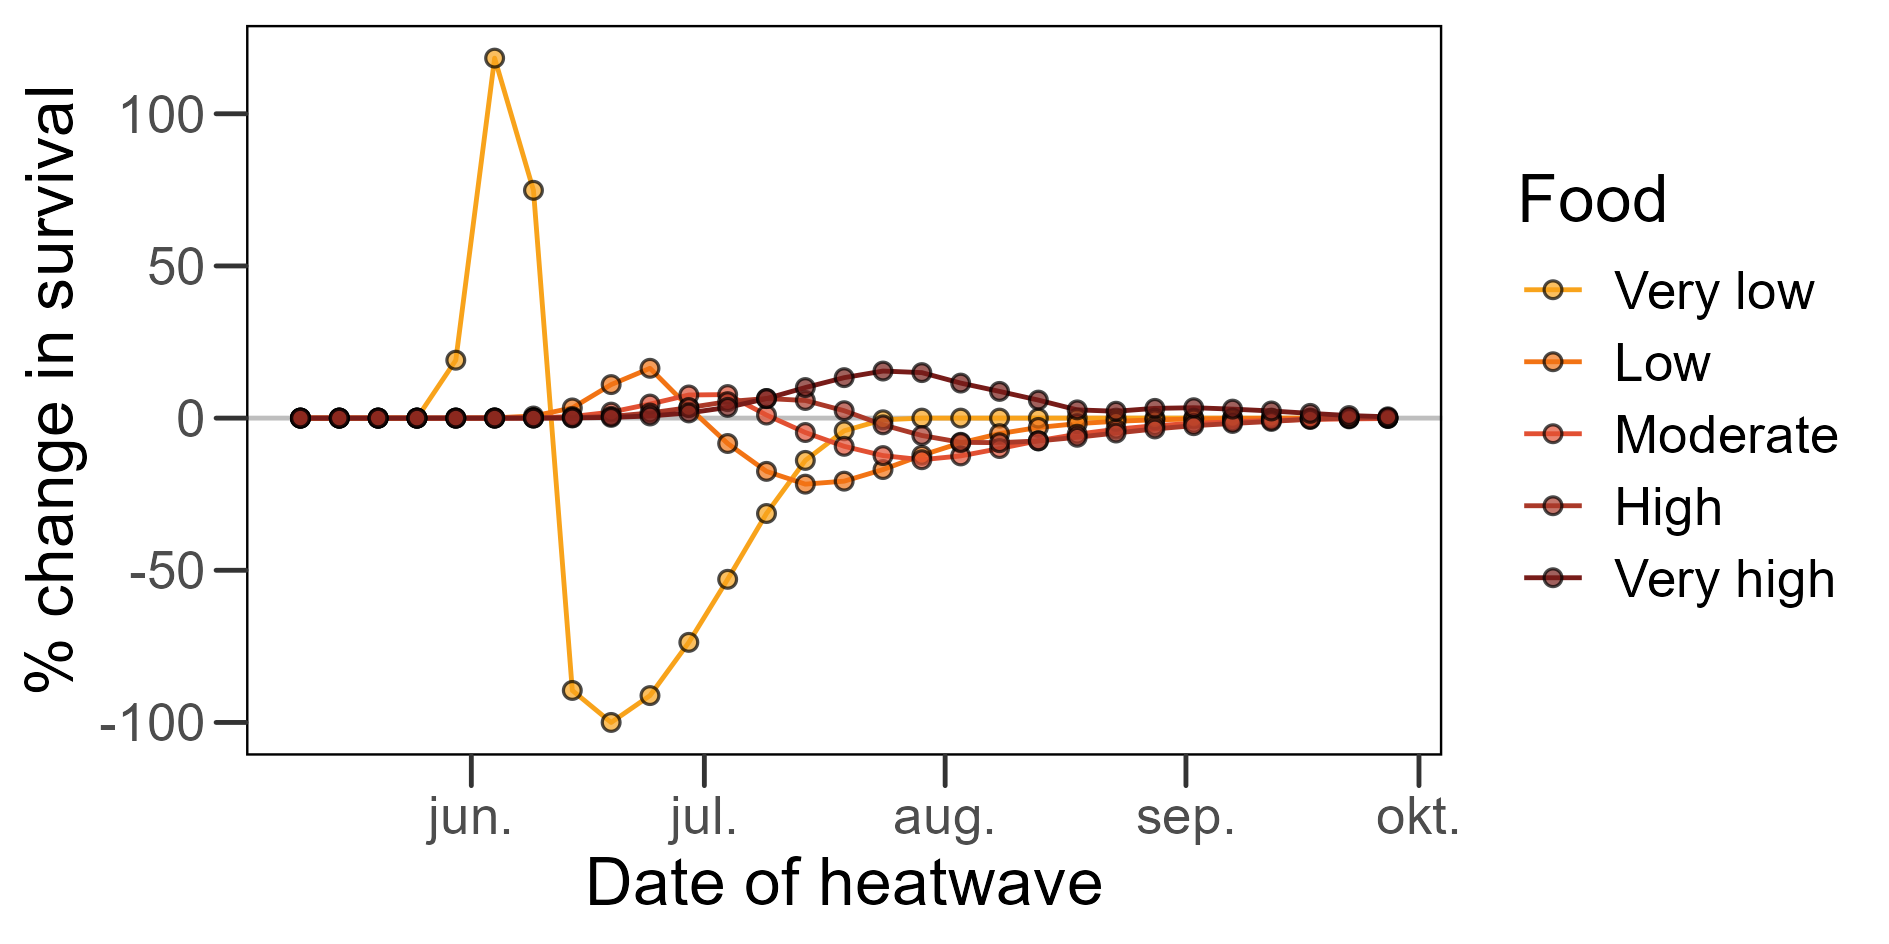 % change in survival
100
50
0
-50
-100
jun.
jul.
aug.
sep.
okt.
Date of heatwave
Food
Very low
Low
Moderate
High
Very high